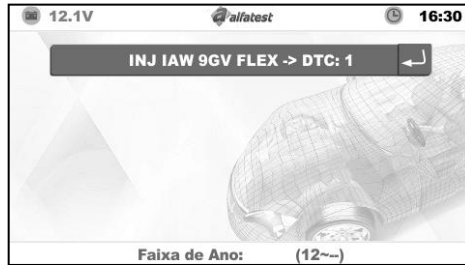 12.1V alfatest 16:30
INJ IAW 9GV FLEX -> DTC: 1
Faixa de Ano: (12~--)